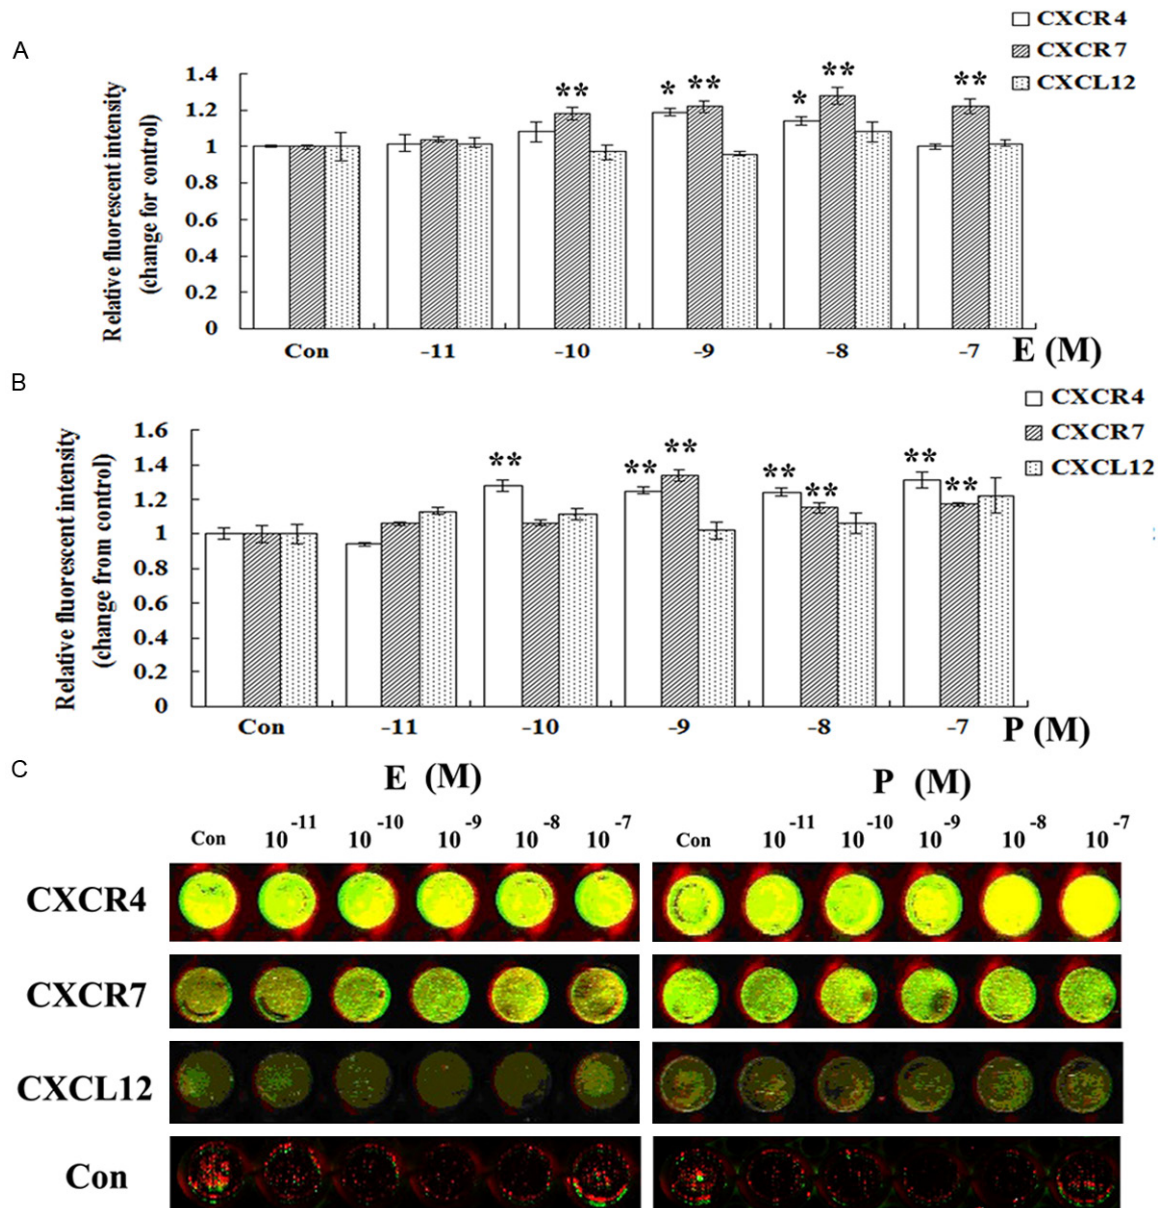 A
CXCR4
CXCR7
CXCL12
Relative fluorescent intensity
(change for control)
1.4
1.2
1
0.8
0.6
0.4
0.2
0
* ** ** * ** **
Con -11 -10 -9 -8 -7 E (M)
B
CXCR4
CXCR7
CXCL12
Relative fluorescent intensity
(change from control)
1.6
1.4
1.2
1
0.8
0.6
0.4
0.2
0
** ** ** ** ** ** **
Con -11 -10 -9 -8 -7 P (M)
C
E (M) P (M)
Con 10-11 10-10 10-9 10-8 10-7 Con 10-11 10-10 10-9 10-8 10-7
CXCR4
CXCR7
CXCL12
Con